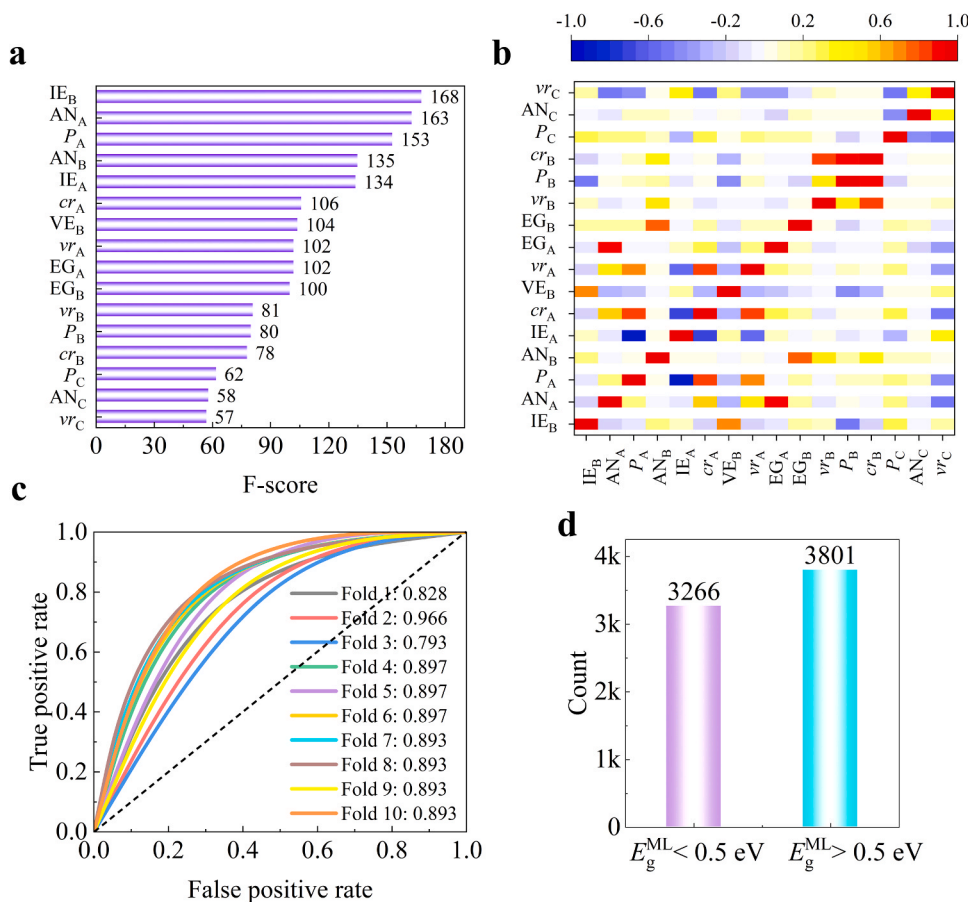 a
IE_B 168
AN_A 163
P_A 153
AN_B 135
IE_A 134
cr_A 106
VE_B 104
vr_A 102
EG_A 102
EG_B 100
vr_B 81
P_B 80
cr_B 78
P_C 62
AN_C 58
vr_C 57
0 30 60 90 120 150 180
F-score
b
-1.0 -0.6 -0.2 0.2 0.6 1.0
vr_C
AN_C
P_C
cr_B
P_B
vr_B
EG_B
EG_A
vr_A
VE_B
cr_A
IE_A
AN_B
P_A
AN_A
IE_B
IE_B AN_A P_A AN_B IE_A cr_A VE_B vr_A EG_A EG_B vr_B P_B cr_B P_C AN_C vr_C
c
True positive rate
1.0
0.8
0.6
0.4
0.2
0.0
Fold 1: 0.828
Fold 2: 0.966
Fold 3: 0.793
Fold 4: 0.897
Fold 5: 0.897
Fold 6: 0.897
Fold 7: 0.893
Fold 8: 0.893
Fold 9: 0.893
Fold 10: 0.893
0.0 0.2 0.4 0.6 0.8 1.0
False positive rate
d
Count
4k
3k
2k
1k
0
3266
3801
E_g^ML < 0.5 eV E_g^ML > 0.5 eV